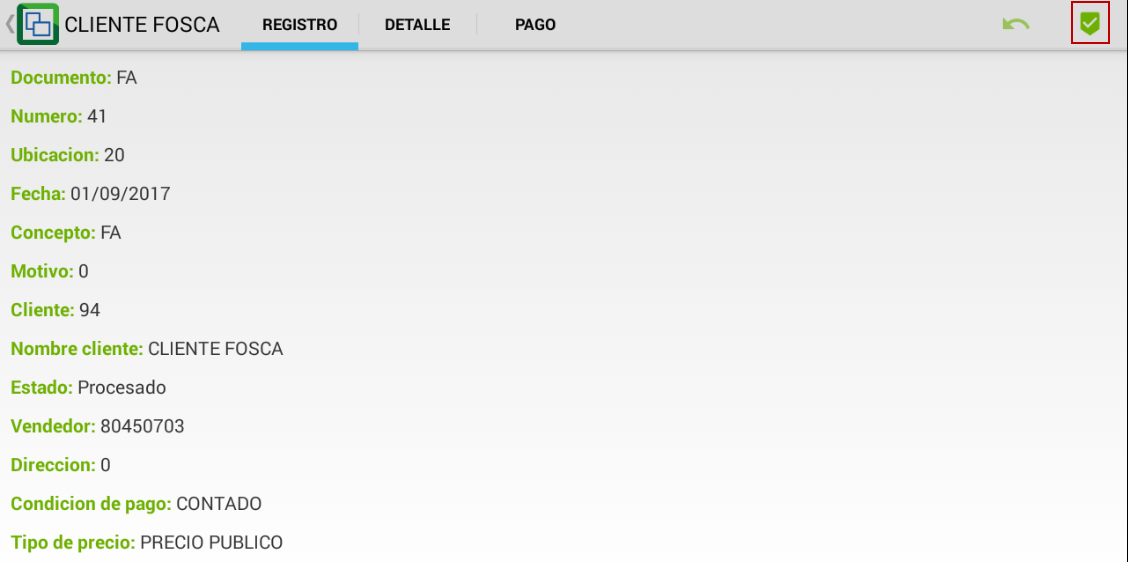 CLIENTE FOSCA REGISTRO DETALLE PAGO
Documento: FA
Numero: 41
Ubicacion: 20
Fecha: 01/09/2017
Concepto: FA
Motivo: 0
Cliente: 94
Nombre cliente: CLIENTE FOSCA
Estado: Procesado
Vendedor: 80450703
Direccion: 0
Condicion de pago: CONTADO
Tipo de precio: PRECIO PUBLICO